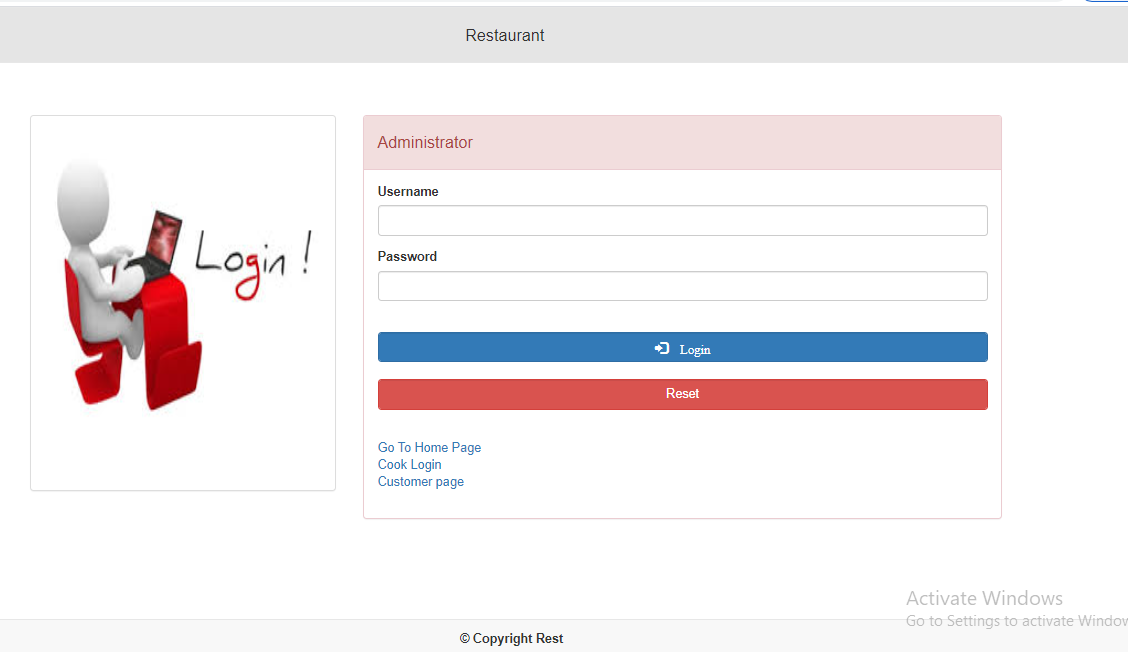 Restaurant
Login !
Administrator
Username
Password
Login
Reset
Go To Home Page
Cook Login
Customer page
Activate Windows
Go to Settings to activate Window
© Copyright Rest